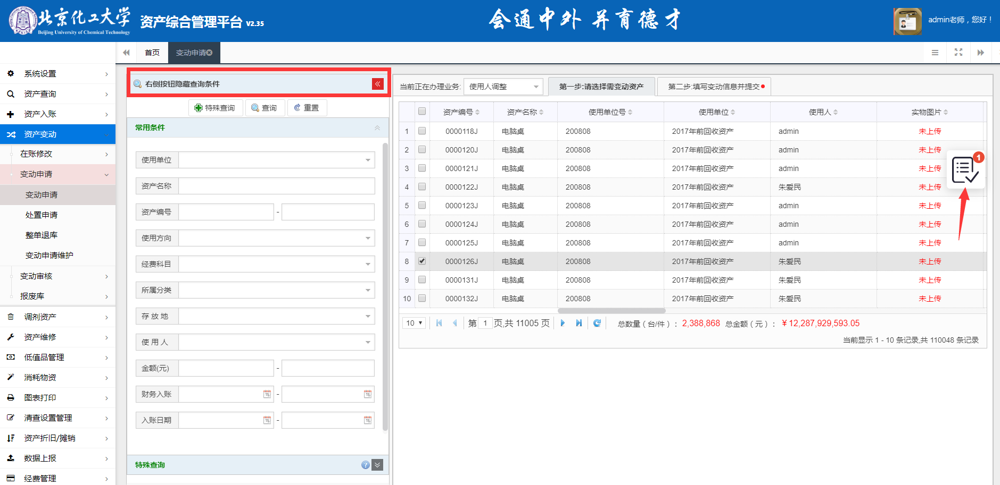 北京化工大学
Beijing University of Chemical Technology
资产综合管理平台 V2.35
会通中外 并育德才
admin老师，您好！
首页
变动申请
系统设置
资产查询
资产入账
资产变动
在账修改
变动申请
变动申请
处置申请
整单退库
变动申请维护
变动审核
报废库
调剂资产
资产维修
低值品管理
消耗物资
图表打印
清查设置管理
资产折旧/摊销
数据上报
经费管理
右侧按钮隐藏查询条件
特殊查询 查询 重置
常用条件
使用单位
资产名称
资产编号 -
使用方向
经费科目
所属分类
存 放 地
使 用 人
金额(元) -
财务入账 15 - 15
入账日期 15 - 15
特殊查询 ?
当前正在办理业务: 使用人调整 第一步:请选择需变动资产 第二步:填写变动信息并提交
资产编号 资产名称 使用单位号 使用单位 使用人 实物图片
1 0000118J 电脑桌 200808 2017年前回收资产 admin 未上传
2 0000120J 电脑桌 200808 2017年前回收资产 admin 未上传
3 0000121J 电脑桌 200808 2017年前回收资产 admin 未上传
4 0000122J 电脑桌 200808 2017年前回收资产 朱爱民 未上传
5 0000123J 电脑桌 200808 2017年前回收资产 admin 未上传
6 0000124J 电脑桌 200808 2017年前回收资产 admin 未上传
7 0000125J 电脑桌 200808 2017年前回收资产 admin 未上传
8 0000126J 电脑桌 200808 2017年前回收资产 朱爱民 未上传
9 0000131J 电脑桌 200808 2017年前回收资产 朱爱民 未上传
10 0000132J 电脑桌 200808 2017年前回收资产 朱爱民 未上传
1
10 第 1 页,共 11005 页 总数量（台/件）: 2,388,868 总金额（元）: ￥12,287,929,593.05
当前显示 1 - 10 条记录,共 110048 条记录